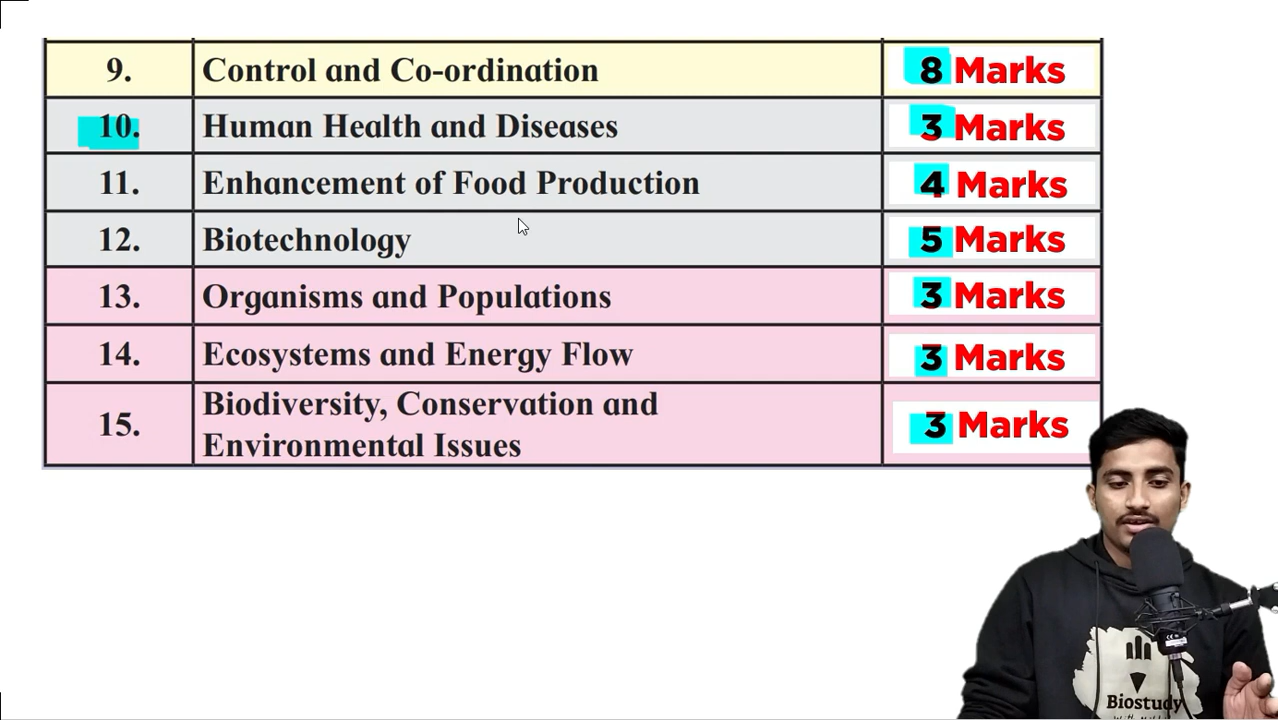 9. Control and Co-ordination 8 Marks
10. Human Health and Diseases 3 Marks
11. Enhancement of Food Production 4 Marks
12. Biotechnology 5 Marks
13. Organisms and Populations 3 Marks
14. Ecosystems and Energy Flow 3 Marks
15. Biodiversity, Conservation and
Environmental Issues 3 Marks
Biostudy